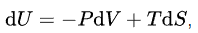 dU = −PdV + TdS,